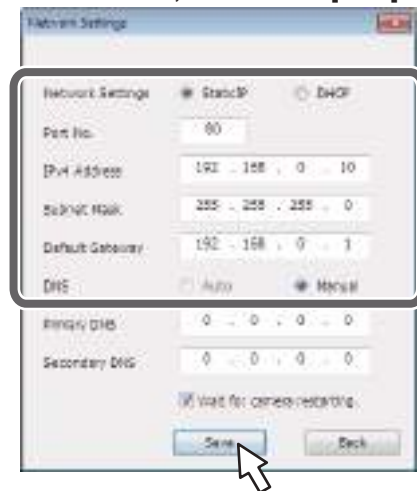 Network Settings
Network Settings StaticIP DHCP
Port No. 80
IPv4 Address 192 . 168 . 0 . 10
Subnet Mask 255 . 255 . 255 . 0
Default Gateway 192 . 168 . 0 . 1
DNS Auto Manual
Primary DNS 0 . 0 . 0 . 0
Secondary DNS 0 . 0 . 0 . 0
Wait for camera restarting.
Save Back